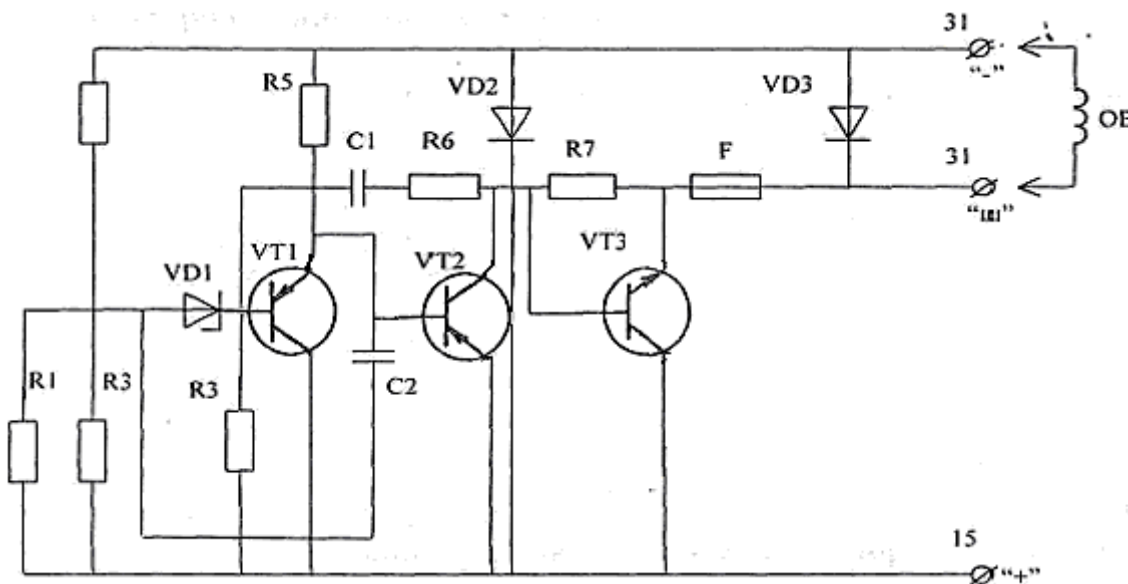 31
"-"
R5
VD2
VD3
OB
C1
R6
R7
F
31
"Ш"
VD1
VT1
VT2
VT3
R1
R3
R3
C2
15
"+"